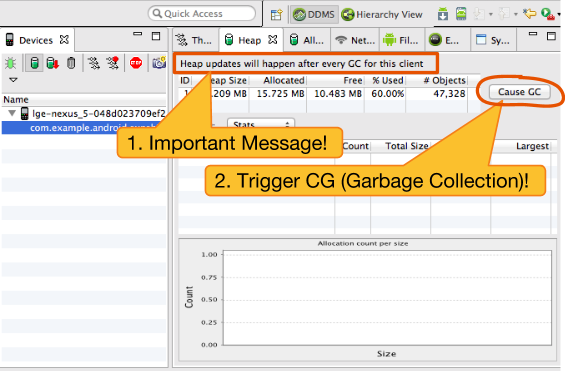 Quick Access
DDMS
Hierarchy View
Devices
Th...
Heap
All...
Net...
Fil...
E...
Sy...
Heap updates will happen after every GC for this client
ID
eap Size
Allocated
Free
% Used
# Objects
1
.209 MB
15.725 MB
10.483 MB
60.00%
47,328
Cause GC
Name
lge-nexus_5-048d023709ef2
com.example.android
Stats
1. Important Message!
Count
Total Size
Largest
2. Trigger CG (Garbage Collection)!
Allocation count per size
1.00
0.75
0.50
0.25
0.00
Count
Size